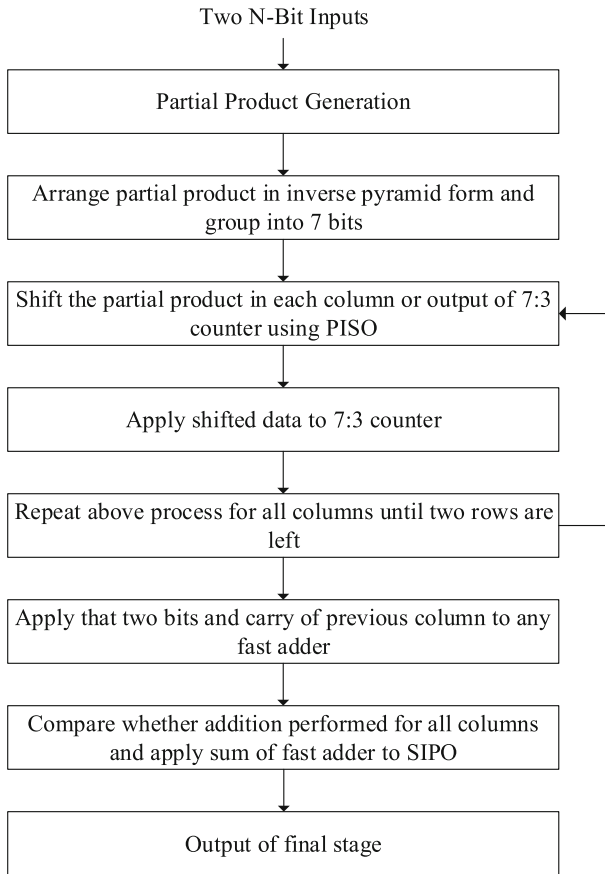 Two N-Bit Inputs
Partial Product Generation
Arrange partial product in inverse pyramid form and
group into 7 bits
Shift the partial product in each column or output of 7:3
counter using PISO
Apply shifted data to 7:3 counter
Repeat above process for all columns until two rows are
left
Apply that two bits and carry of previous column to any
fast adder
Compare whether addition performed for all columns
and apply sum of fast adder to SIPO
Output of final stage